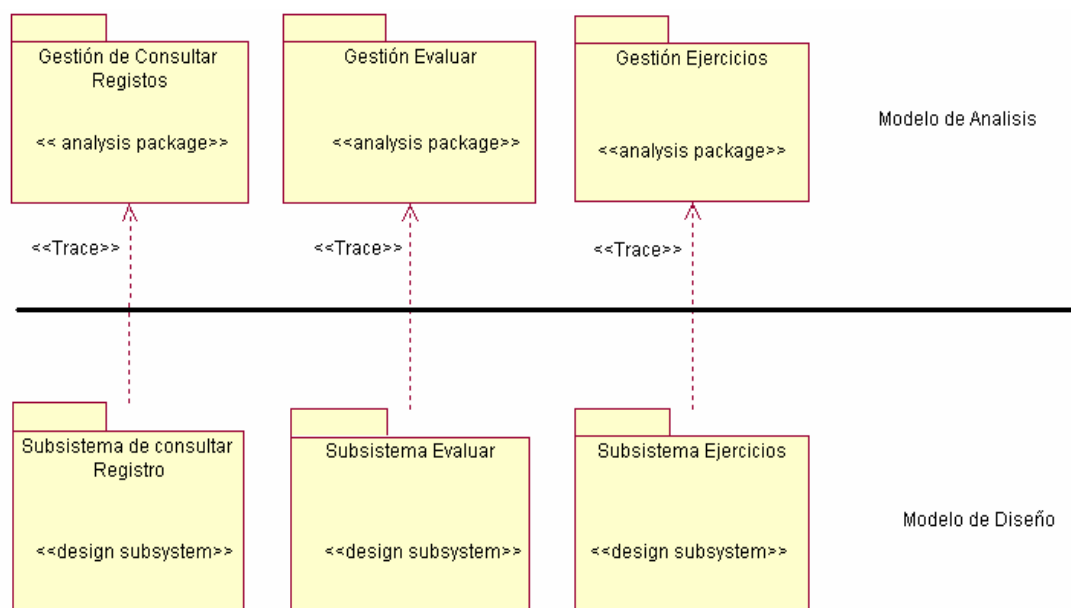 Gestión de Consultar
Registos
<< analysis package>>
Gestión Evaluar
<<analysis package>>
Gestión Ejercicios
<<analysis package>>
Modelo de Analisis
<<Trace>>
<<Trace>>
<<Trace>>
Subsistema de consultar
Registro
<<design subsystem>>
Subsistema Evaluar
<<design subsystem>>
Subsistema Ejercicios
<<design subsystem>>
Modelo de Diseño